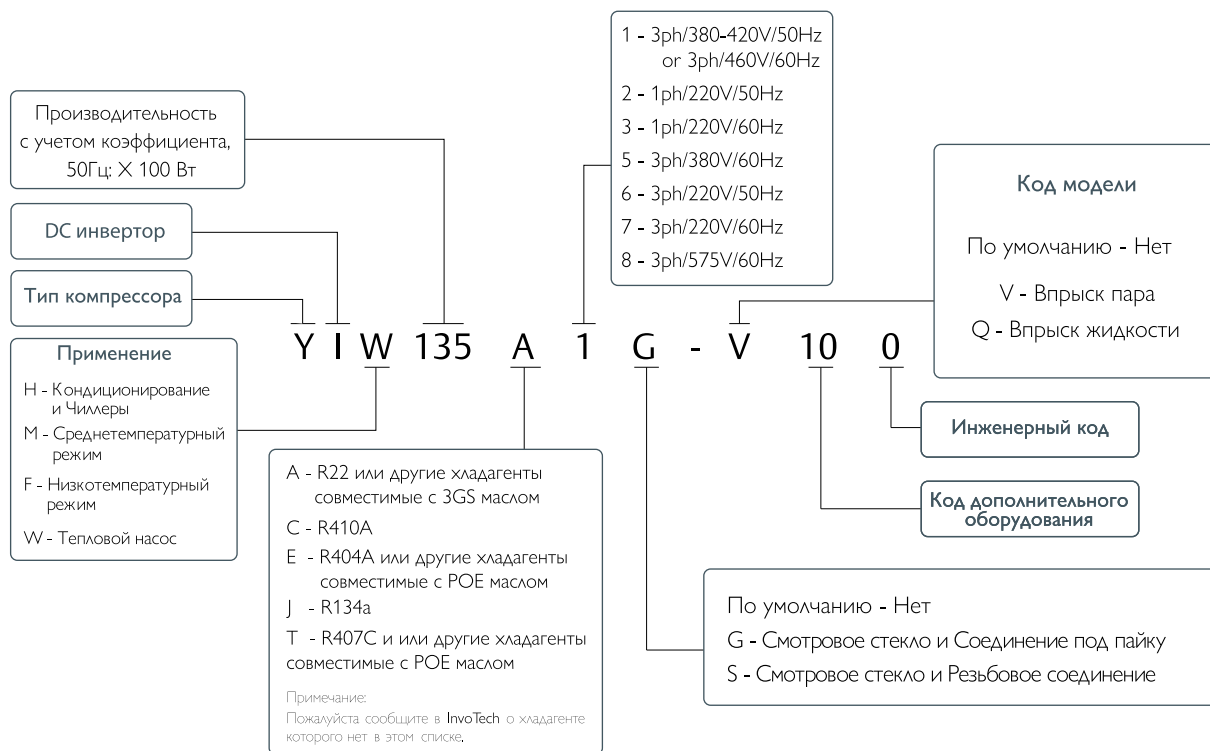 1 - 3ph/380-420V/50Hz
or 3ph/460V/60Hz
2 - 1ph/220V/50Hz
3 - 1ph/220V/60Hz
5 - 3ph/380V/60Hz
6 - 3ph/220V/50Hz
7 - 3ph/220V/60Hz
8 - 3ph/575V/60Hz
Производительность
с учетом коэффициента,
50Гц: X 100 Вт
DC инвертор
Тип компрессора
Код модели
По умолчанию - Нет
V - Впрыск пара
Q - Впрыск жидкости
Y I W 135 A 1 G - V 10 0
Применение
H - Кондиционирование
и Чиллеры
M - Среднетемпературный
режим
F - Низкотемпературный
режим
W - Тепловой насос
A - R22 или другие хладагенты
совместимые с 3GS маслом
C - R410A
E - R404A или другие хладагенты
совместимые с POE маслом
J - R134a
T - R407C и или другие хладагенты
совместимые с POE маслом
Примечание:
Пожалуйста сообщите в InvoTech о хладагенте
которого нет в этом списке.
Инженерный код
Код дополнительного
оборудования
По умолчанию - Нет
G - Смотровое стекло и Соединение под пайку
S - Смотровое стекло и Резьбовое соединение